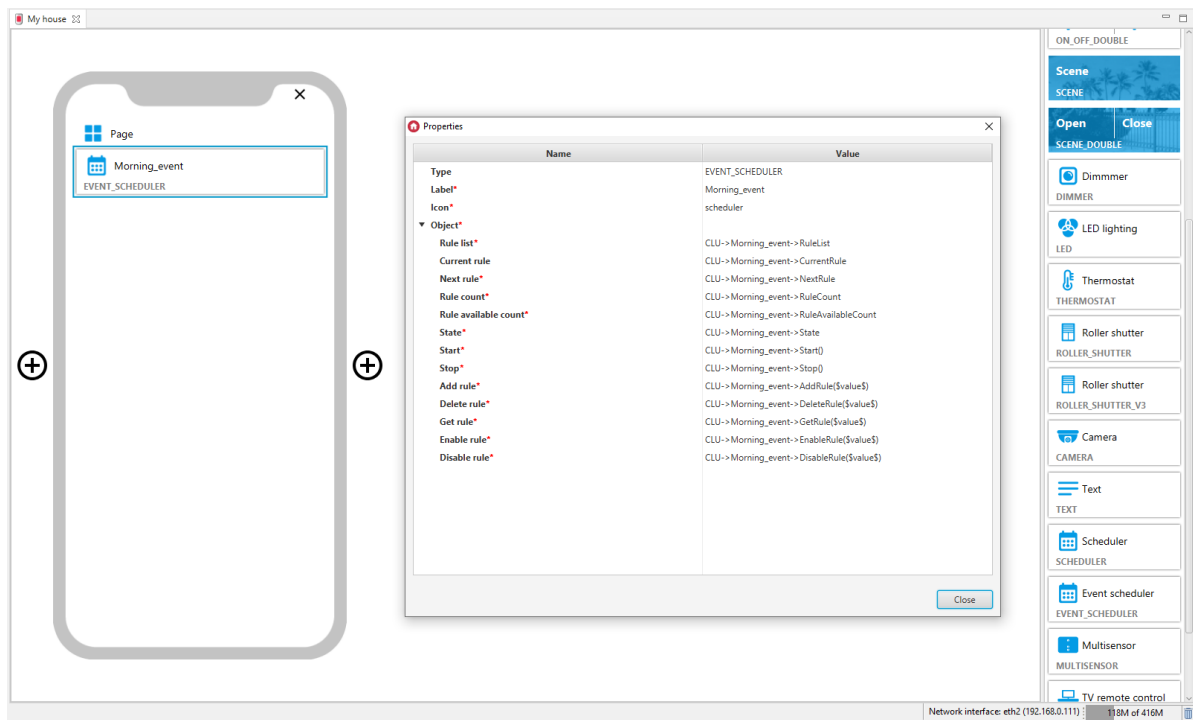 My house
Page
Morning_event
EVENT_SCHEDULER
Properties
Name Value
Type EVENT_SCHEDULER
Label* Morning_event
Icon* scheduler
Object*
Rule list* CLU->Morning_event->RuleList
Current rule CLU->Morning_event->CurrentRule
Next rule* CLU->Morning_event->NextRule
Rule count* CLU->Morning_event->RuleCount
Rule available count* CLU->Morning_event->RuleAvailableCount
State* CLU->Morning_event->State
Start* CLU->Morning_event->Start()
Stop* CLU->Morning_event->Stop()
Add rule* CLU->Morning_event->AddRule($value$)
Delete rule* CLU->Morning_event->DeleteRule($value$)
Get rule* CLU->Morning_event->GetRule($value$)
Enable rule* CLU->Morning_event->EnableRule($value$)
Disable rule* CLU->Morning_event->DisableRule($value$)
Close
ON_OFF_DOUBLE
Scene
SCENE
Open Close
SCENE_DOUBLE
Dimmmer
DIMMER
LED lighting
LED
Thermostat
THERMOSTAT
Roller shutter
ROLLER_SHUTTER
Roller shutter
ROLLER_SHUTTER_V3
Camera
CAMERA
Text
TEXT
Scheduler
SCHEDULER
Event scheduler
EVENT_SCHEDULER
Multisensor
MULTISENSOR
TV remote control
Network interface: eth2 (192.168.0.111) 118M of 416M